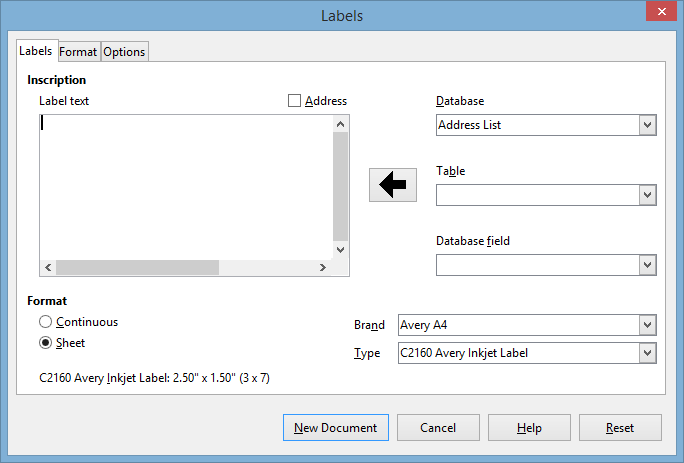 Labels
Labels Format Options
Inscription
Label text Address Database
Address List
Table
Database field
Format
Continuous Brand Avery A4
Sheet Type C2160 Avery Inkjet Label
C2160 Avery Inkjet Label: 2.50" x 1.50" (3 x 7)
New Document Cancel Help Reset